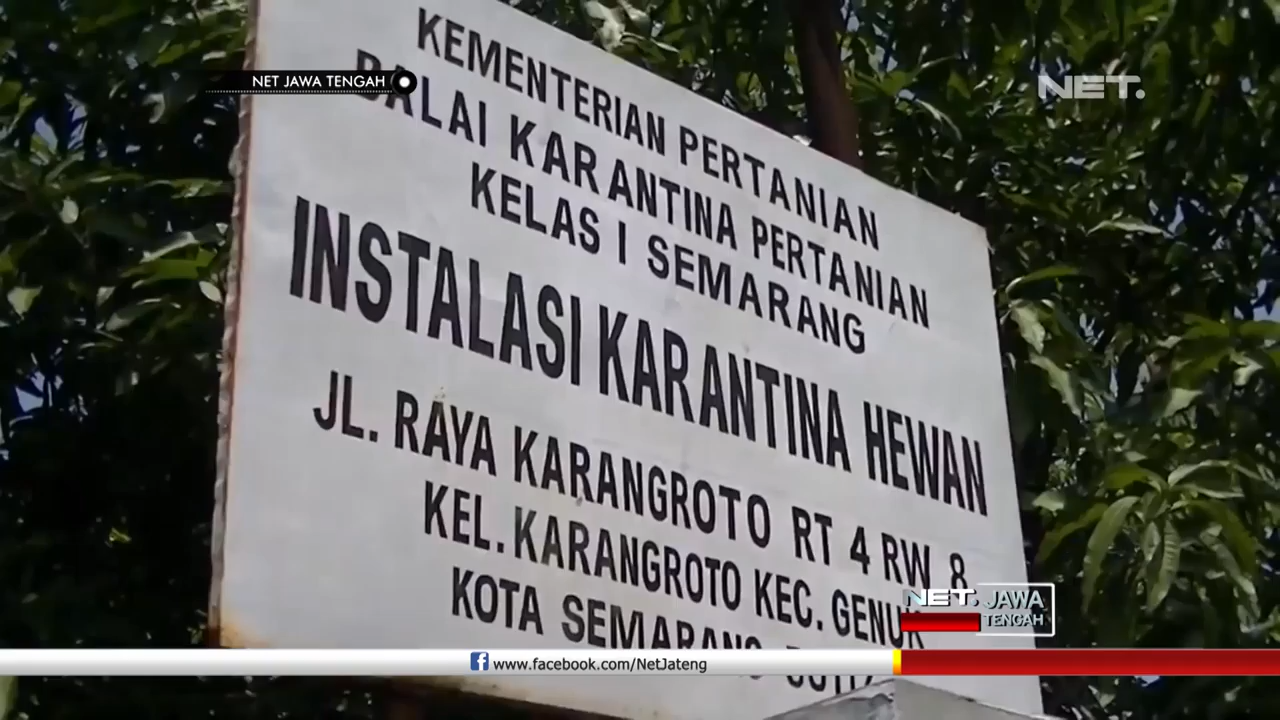 NET JAWA TENGAH
NET.
KEMENTERIAN PERTANIAN
BALAI KARANTINA PERTANIAN
KELAS I SEMARANG
INSTALASI KARANTINA HEWAN
JL. RAYA KARANGROTO RT 4 RW 8
KEL. KARANGROTO KEC. GENUK
KOTA SEMARANG
NET. JAWA
TENGAH
www.facebook.com/NetJateng